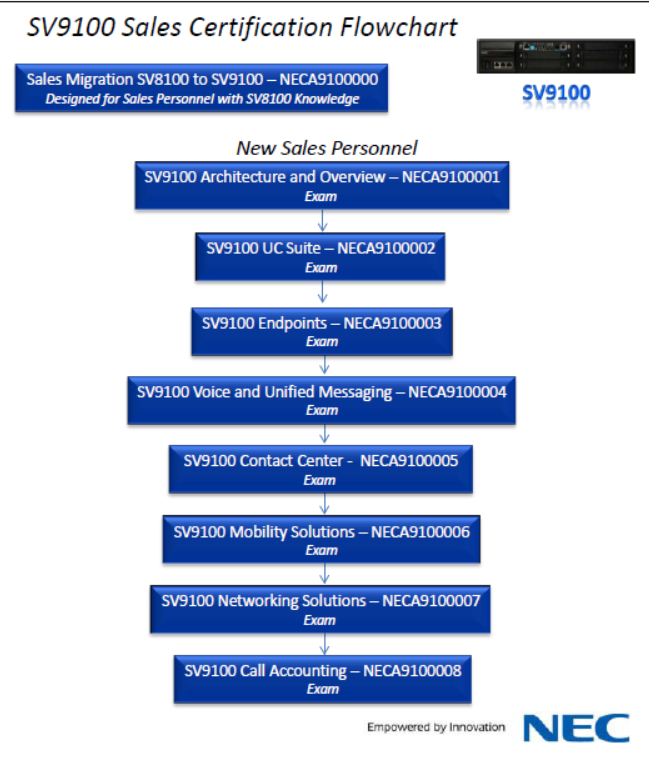 SV9100 Sales Certification Flowchart
Sales Migration SV8100 to SV9100 – NECA9100000
Designed for Sales Personnel with SV8100 Knowledge
SV9100
New Sales Personnel
SV9100 Architecture and Overview – NECA9100001
Exam
SV9100 UC Suite – NECA9100002
Exam
SV9100 Endpoints – NECA9100003
Exam
SV9100 Voice and Unified Messaging – NECA9100004
Exam
SV9100 Contact Center - NECA9100005
Exam
SV9100 Mobility Solutions – NECA9100006
Exam
SV9100 Networking Solutions – NECA9100007
Exam
SV9100 Call Accounting – NECA9100008
Exam
Empowered by Innovation
NEC